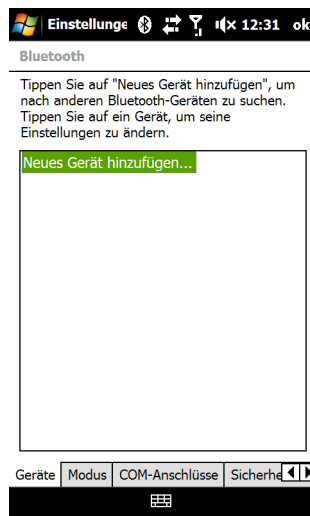 Einstellunge 12:31 ok
Bluetooth
Tippen Sie auf "Neues Gerät hinzufügen", um
nach anderen Bluetooth-Geräten zu suchen.
Tippen Sie auf ein Gerät, um seine
Einstellungen zu ändern.
Neues Gerät hinzufügen...
Geräte Modus COM-Anschlüsse Sicherhe